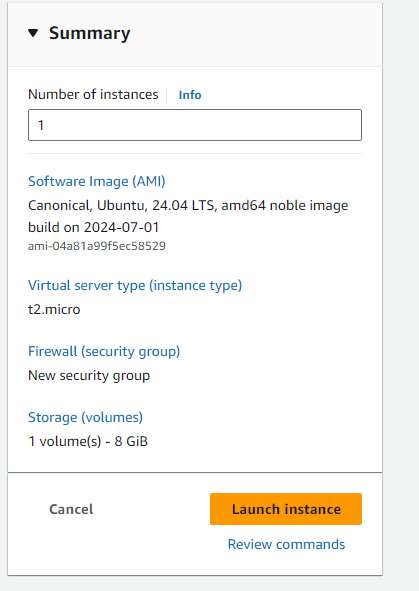 Summary
Number of instances Info
1
Software Image (AMI)
Canonical, Ubuntu, 24.04 LTS, amd64 noble image
build on 2024-07-01
ami-04a81a99f5ec58529
Virtual server type (instance type)
t2.micro
Firewall (security group)
New security group
Storage (volumes)
1 volume(s) - 8 GiB
Cancel Launch instance
Review commands